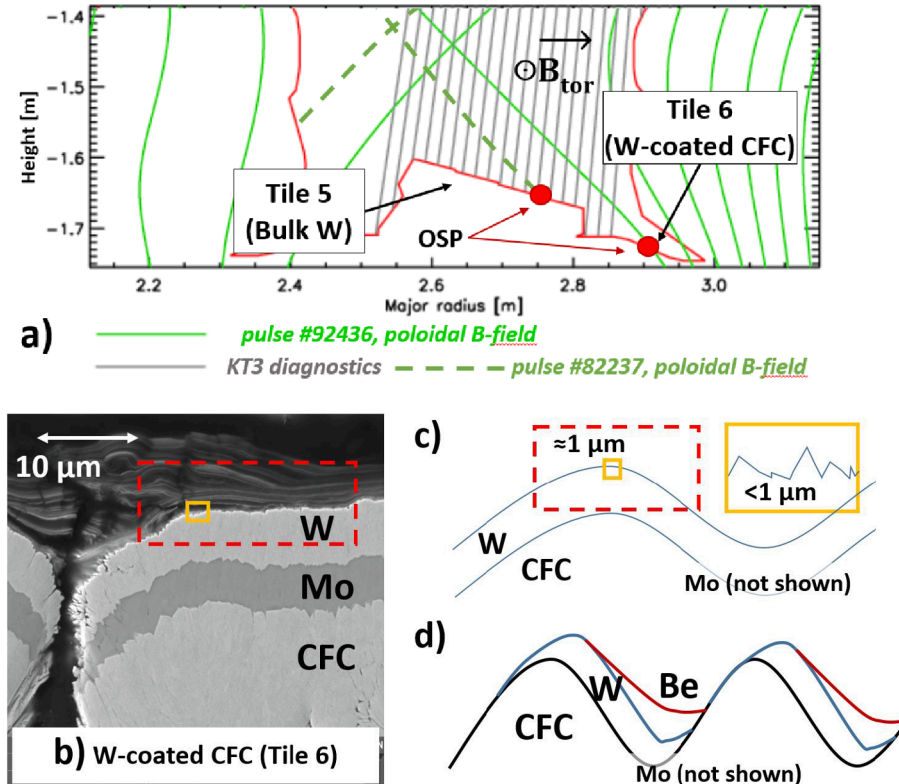 -1.4
-1.5
-1.6
-1.7
Height [m]
⊙B_tor
Tile 6
(W-coated CFC)
Tile 5
(Bulk W)
OSP
2.2 2.4 2.6 2.8 3.0
Major radius [m]
a)
pulse #92436, poloidal B-field
KT3 diagnostics
pulse #82237, poloidal B-field
10 μm
W
Mo
CFC
b) W-coated CFC (Tile 6)
c)
≈1 μm
<1 μm
W
CFC
Mo (not shown)
d)
W
Be
CFC
Mo (not shown)